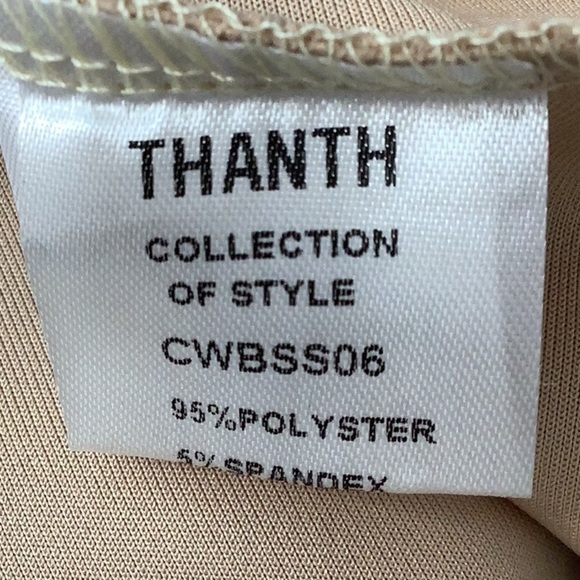 THANTH
COLLECTION
OF STYLE
CWBSS06
95%POLYSTER
5%SPANDEX